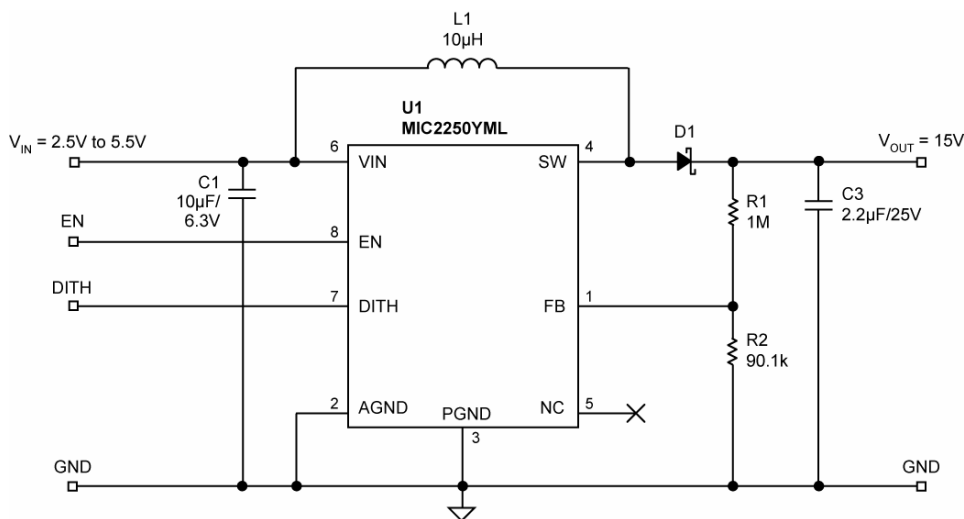 L1
10µH
U1
MIC2250YML
V_IN = 2.5V to 5.5V
6
VIN
SW
4
D1
V_OUT = 15V
C1
10µF/
6.3V
R1
1M
C3
2.2µF/25V
EN
8
EN
DITH
7
DITH
FB
1
R2
90.1k
2
AGND
PGND
3
NC
5
GND
GND